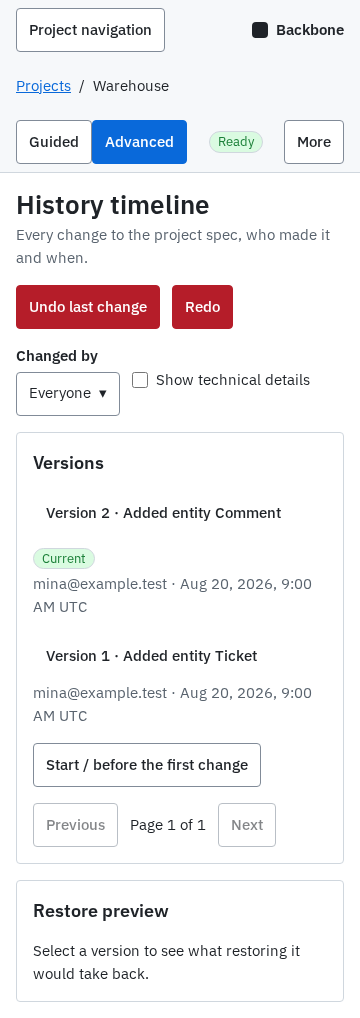 Project navigation
Backbone
Projects / Warehouse
Guided
Advanced
Ready
More
History timeline
Every change to the project spec, who made it
and when.
Undo last change
Redo
Changed by
Everyone ▾
Show technical details
Versions
Version 2 · Added entity Comment
Current
mina@example.test · Aug 20, 2026, 9:00
AM UTC
Version 1 · Added entity Ticket
mina@example.test · Aug 20, 2026, 9:00
AM UTC
Start / before the first change
Previous
Page 1 of 1
Next
Restore preview
Select a version to see what restoring it
would take back.